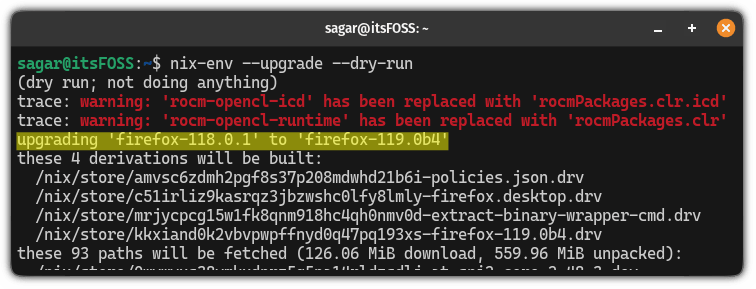 sagar@itsFOSS: ~
sagar@itsFOSS:~$ nix-env --upgrade --dry-run
(dry run; not doing anything)
trace: warning: 'rocm-opencl-icd' has been replaced with 'rocmPackages.clr.icd'
trace: warning: 'rocm-opencl-runtime' has been replaced with 'rocmPackages.clr'
upgrading 'firefox-118.0.1' to 'firefox-119.0b4'
these 4 derivations will be built:
/nix/store/amvsc6zdmh2pgf8s37p208mdwhd21b6i-policies.json.drv
/nix/store/c51irliz9kasrqz3jbzwshc0lfy8lmly-firefox.desktop.drv
/nix/store/mrjycpcg15w1fk8qnm918hc4qh0nmv0d-extract-binary-wrapper-cmd.drv
/nix/store/kkxiand0k2vbvpwpffnyd0q47pq193xs-firefox-119.0b4.drv
these 93 paths will be fetched (126.06 MiB download, 559.96 MiB unpacked):